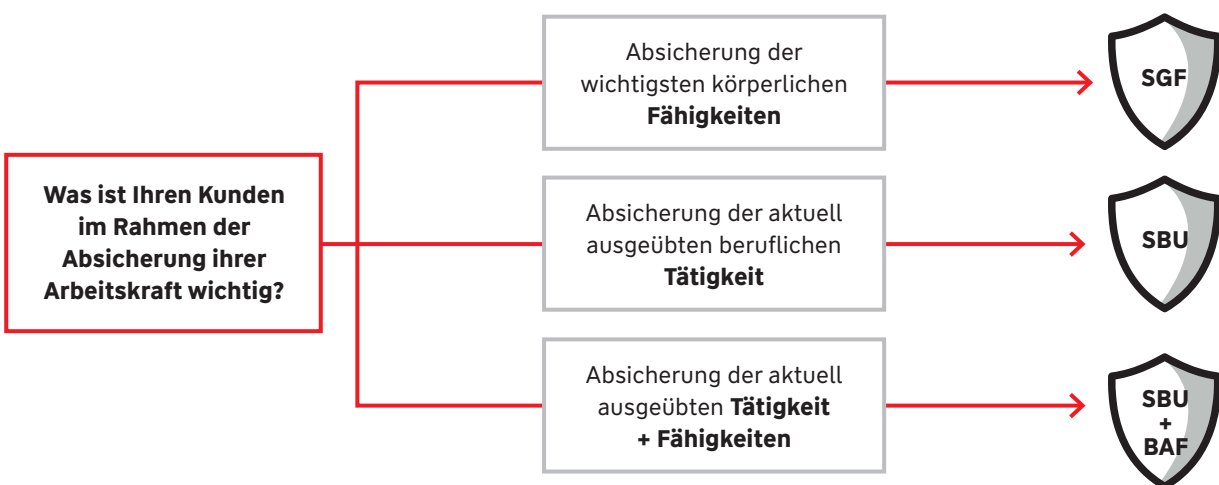 Was ist Ihren Kunden
im Rahmen der
Absicherung ihrer
Arbeitskraft wichtig?
Absicherung der
wichtigsten körperlichen
Fähigkeiten
SGF
Absicherung der aktuell
ausgeübten beruflichen
Tätigkeit
SBU
Absicherung der aktuell
ausgeübten Tätigkeit
+ Fähigkeiten
SBU
+
BAF